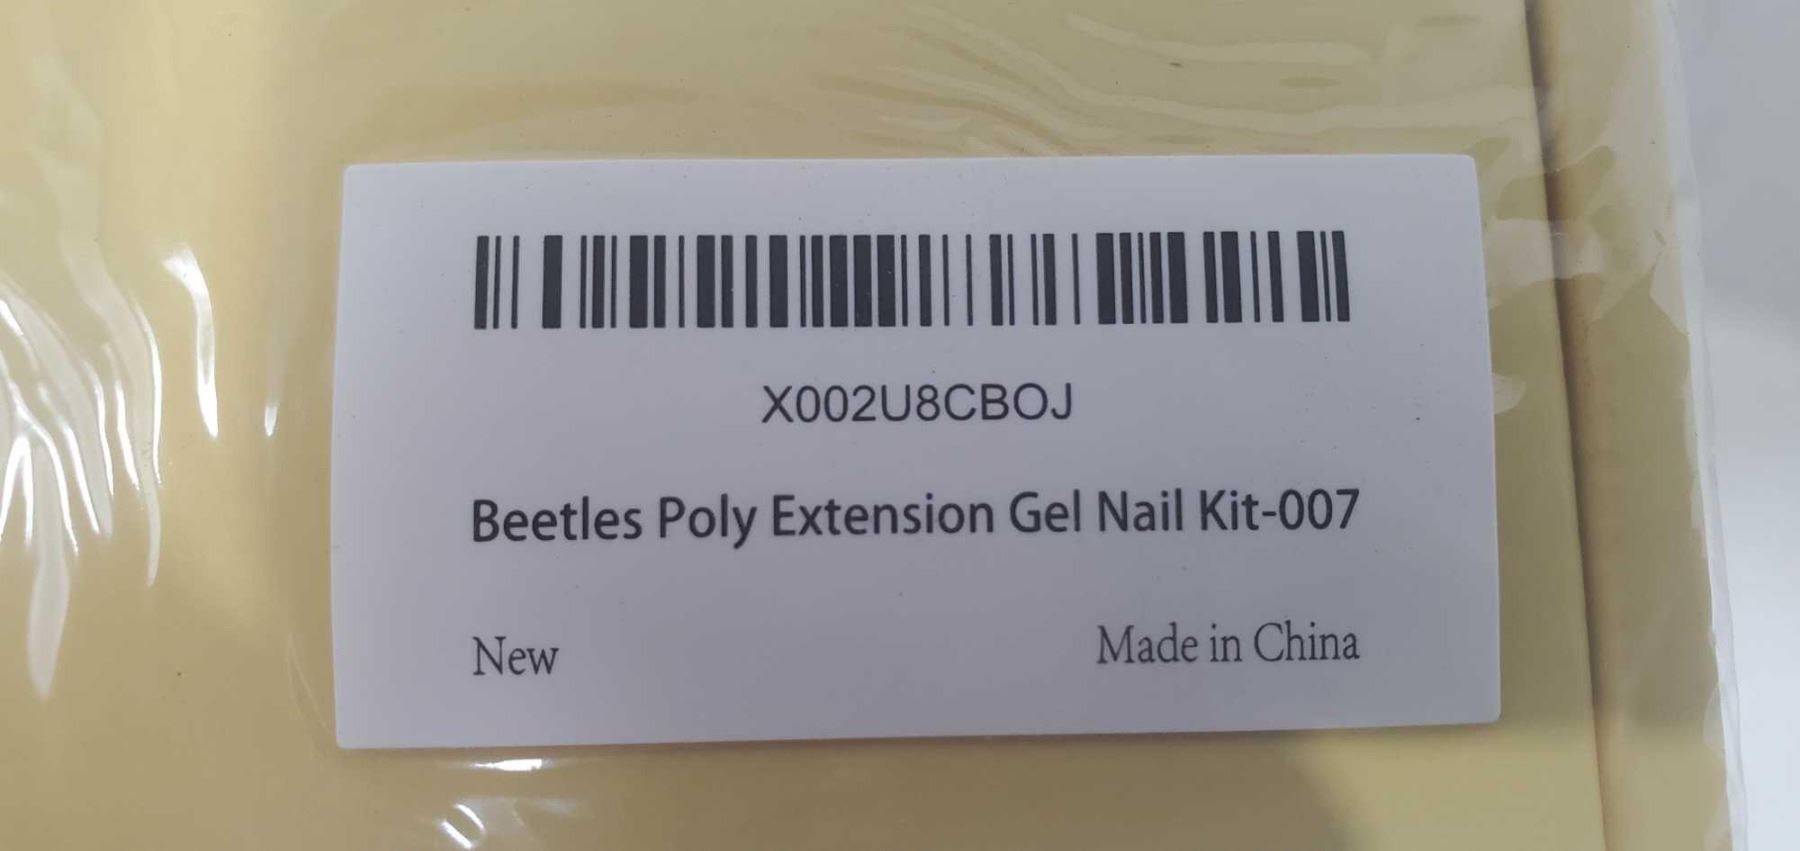 X002U8CBOJ
Beetles Poly Extension Gel Nail Kit-007
New
Made in China